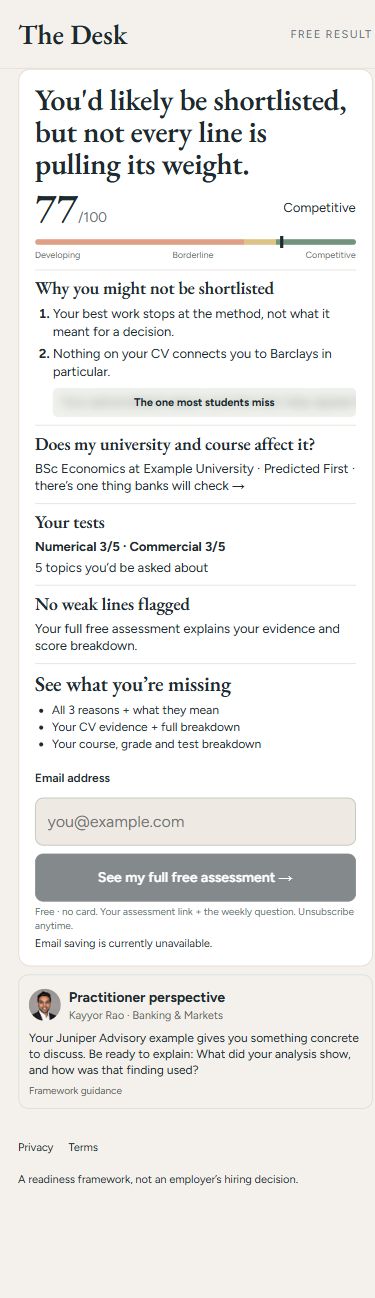 The Desk
FREE RESULT
You'd likely be shortlisted,
but not every line is
pulling its weight.
77/100
Competitive
Developing
Borderline
Competitive
Why you might not be shortlisted
1. Your best work stops at the method, not what it
meant for a decision.
2. Nothing on your CV connects you to Barclays in
particular.
The one most students miss
Does my university and course affect it?
BSc Economics at Example University · Predicted First ·
there's one thing banks will check →
Your tests
Numerical 3/5 · Commercial 3/5
5 topics you'd be asked about
No weak lines flagged
Your full free assessment explains your evidence and
score breakdown.
See what you're missing
• All 3 reasons + what they mean
• Your CV evidence + full breakdown
• Your course, grade and test breakdown
Email address
you@example.com
See my full free assessment →
Free · no card. Your assessment link + the weekly question. Unsubscribe
anytime.
Email saving is currently unavailable.
Practitioner perspective
Kayyor Rao · Banking & Markets
Your Juniper Advisory example gives you something concrete
to discuss. Be ready to explain: What did your analysis show,
and how was that finding used?
Framework guidance
Privacy
Terms
A readiness framework, not an employer's hiring decision.